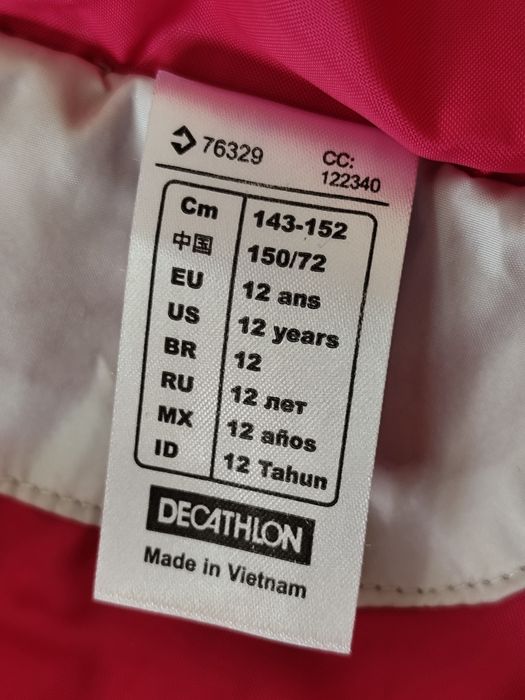 76329 CC:
122340
Cm 143-152
中国 150/72
EU 12 ans
US 12 years
BR 12
RU 12 лет
MX 12 años
ID 12 Tahun
DECATHLON
Made in Vietnam